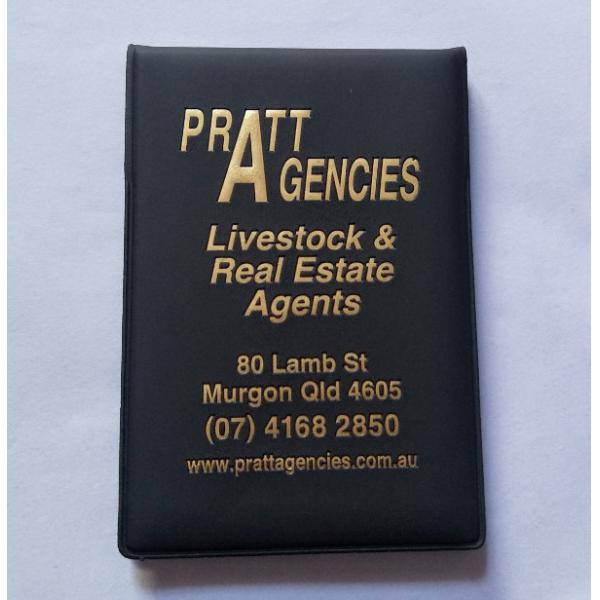 PRATT
AGENCIES
Livestock &
Real Estate
Agents
80 Lamb St
Murgon Qld 4605
(07) 4168 2850
www.prattagencies.com.au